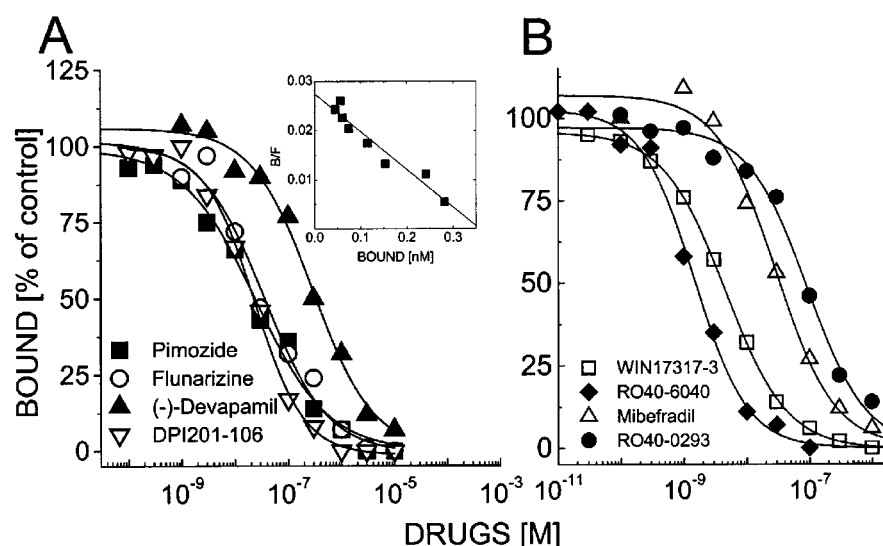 A
BOUND [% of control]
125
100
75
50
25
0
Pimozide
Flunarizine
(-)-Devapamil
DPI201-106
10-9
10-7
10-5
10-3
B/F
0.03
0.02
0.01
0.0
0.1
0.2
0.3
BOUND [nM]
B
100
50
0
WIN17317-3
RO40-6040
Mibefradil
RO40-0293
10-11
10-9
10-7
DRUGS [M]